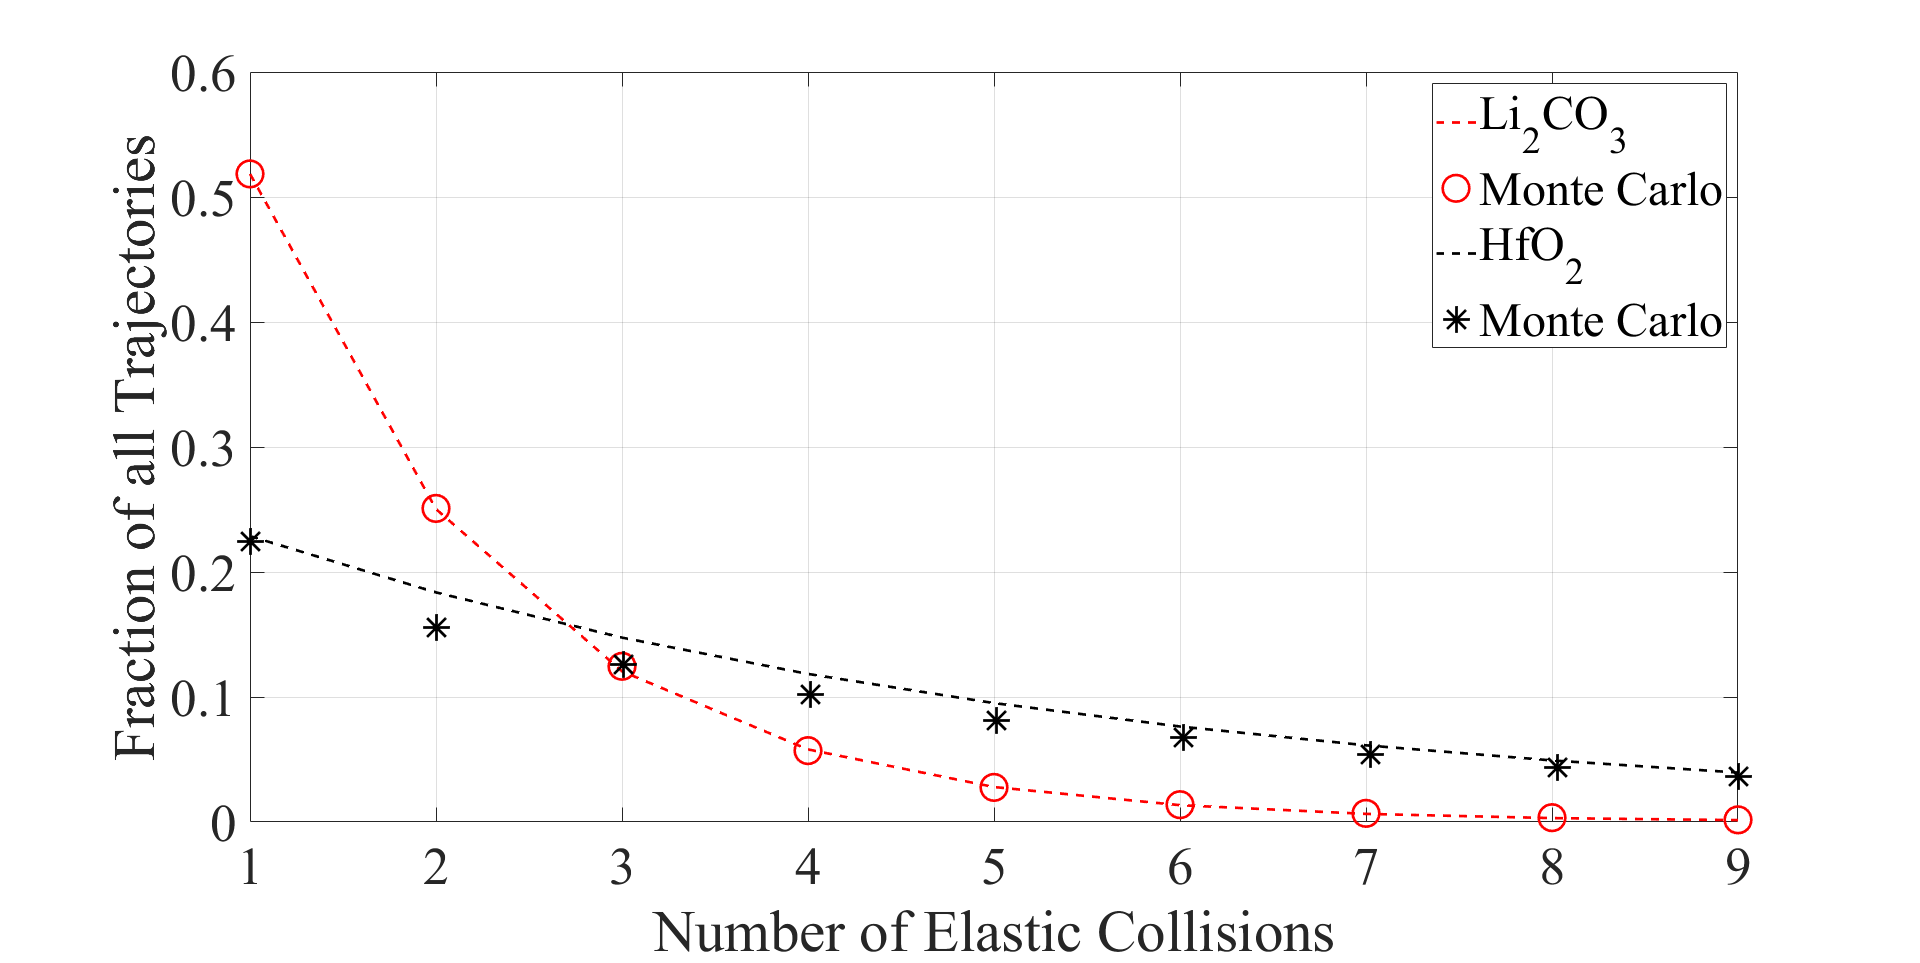 Fraction of all Trajectories
0.6
0.5
0.4
0.3
0.2
0.1
0
1 2 3 4 5 6 7 8 9
Number of Elastic Collisions
Li₂CO₃
Monte Carlo
HfO₂
Monte Carlo